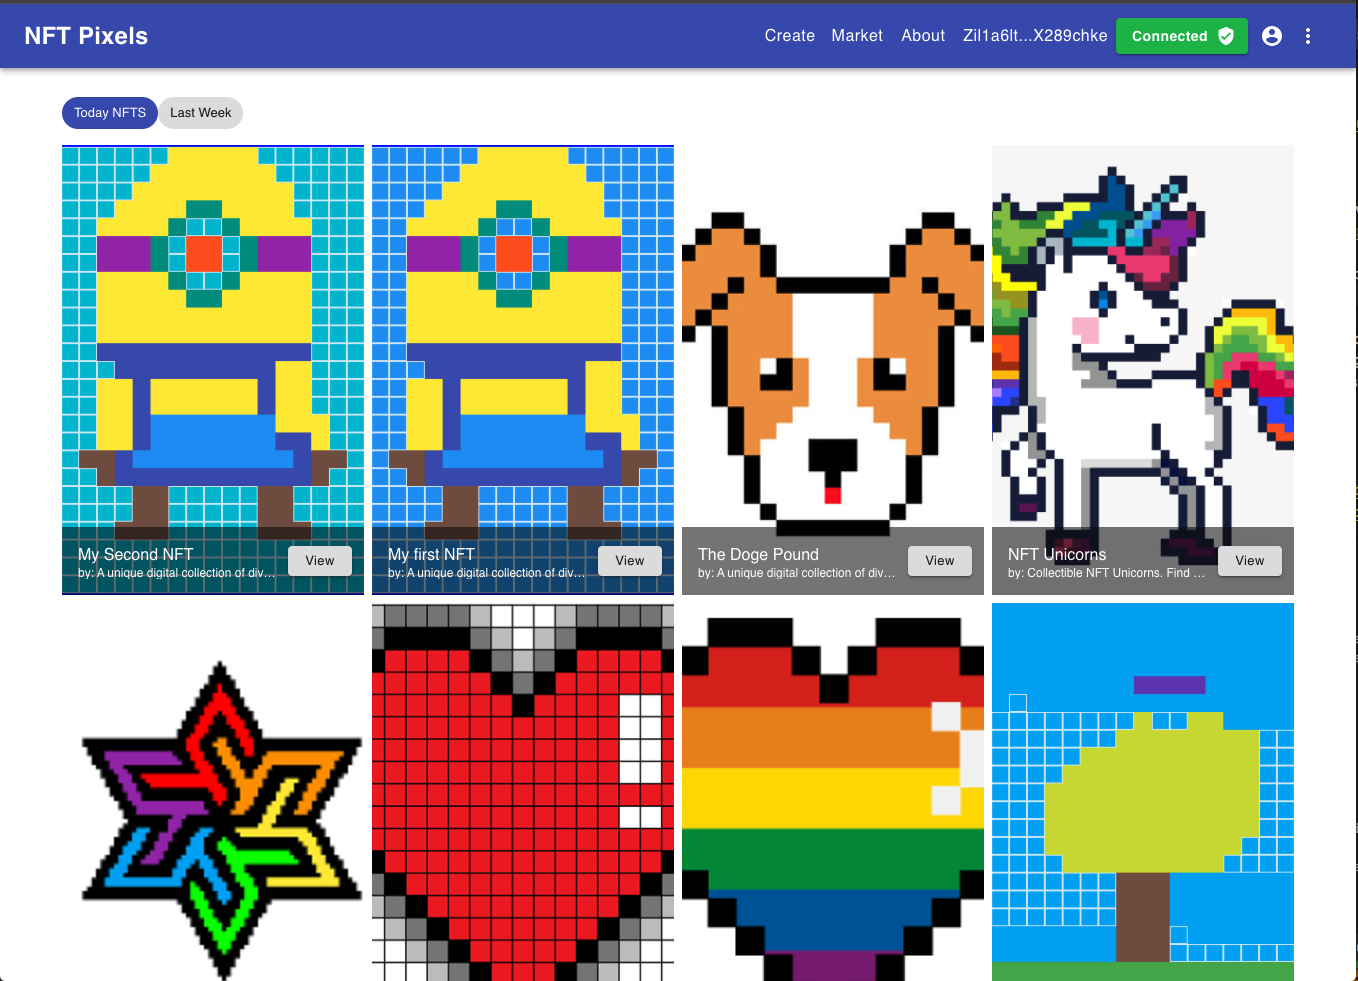 NFT Pixels
Create Market About Zil1a6lt...X289chke Connected
Today NFTS Last Week
My Second NFT
by: A unique digital collection of div...
View
My first NFT
by: A unique digital collection of div...
View
The Doge Pound
by: A unique digital collection of div...
View
NFT Unicorns
by: Collectible NFT Unicorns. Find ...
View